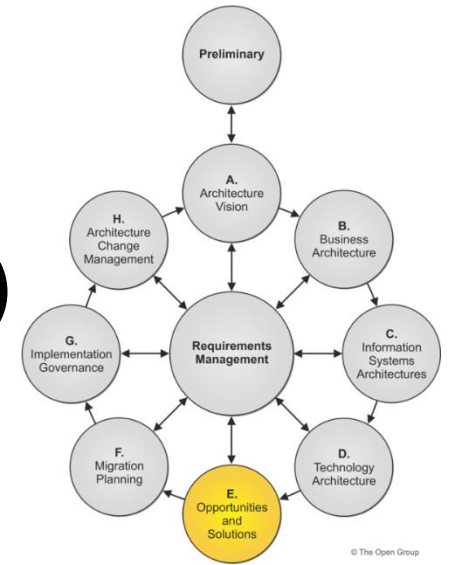 Preliminary
A.
Architecture
Vision
B.
Business
Architecture
C.
Information
Systems
Architectures
D.
Technology
Architecture
E.
Opportunities
and
Solutions
F.
Migration
Planning
G.
Implementation
Governance
H.
Architecture
Change
Management
Requirements
Management
© The Open Group